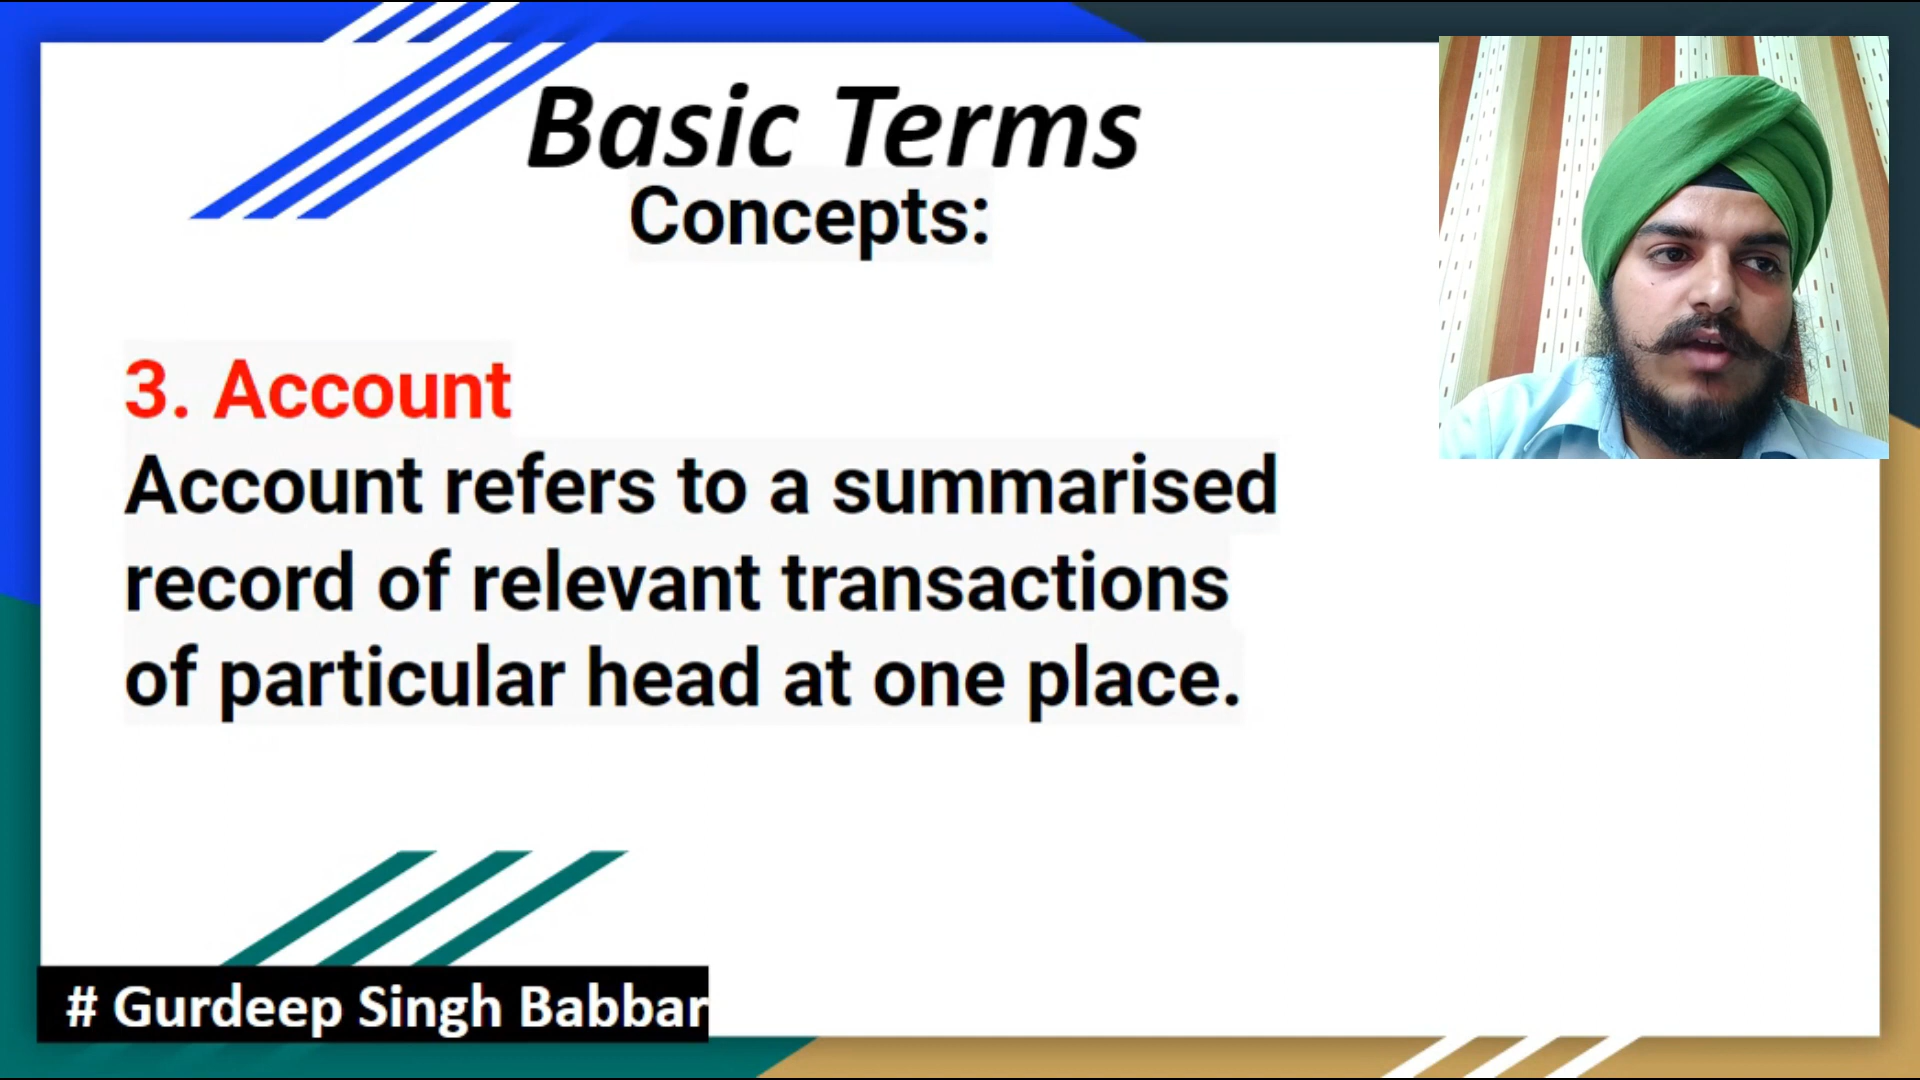 Basic Terms
Concepts:
3. Account
Account refers to a summarised
record of relevant transactions
of particular head at one place.
# Gurdeep Singh Babbar